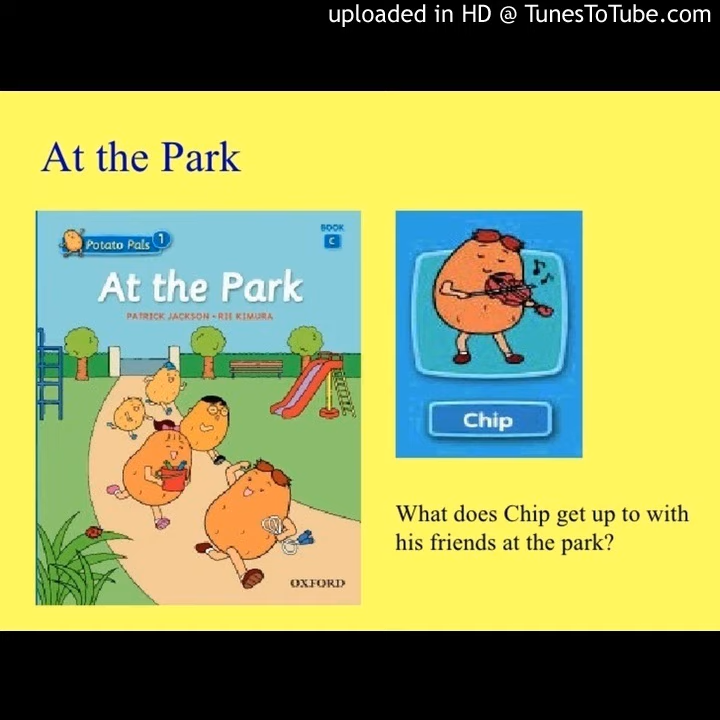 uploaded in HD @ TunesToTube.com
At the Park
Potato Pals 1
BOOK
C
At the Park
PATRICK JACKSON • RIE KIMURA
OXFORD
Chip
What does Chip get up to with
his friends at the park?